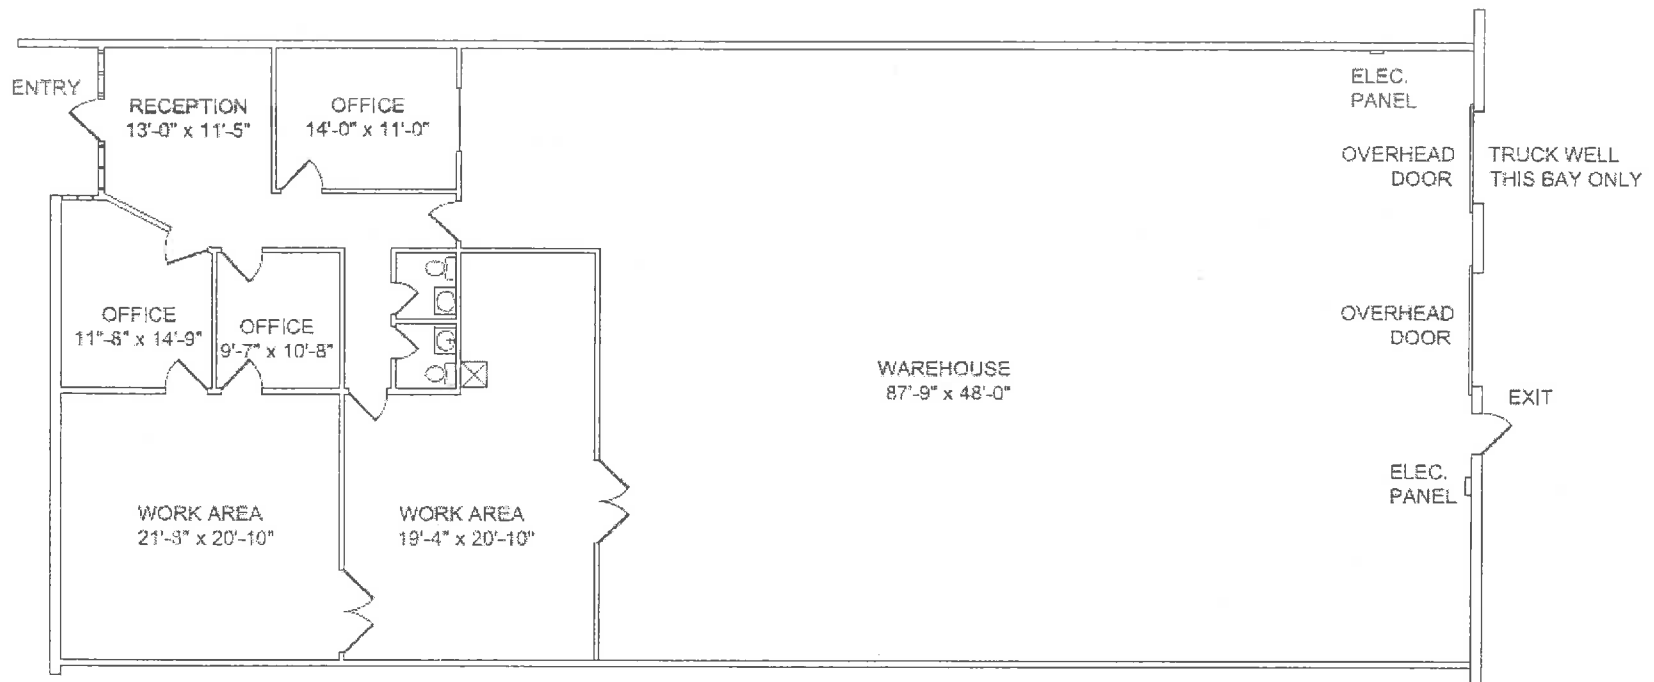 ENTRY
RECEPTION
13'-0" x 11'-5"
OFFICE
14'-0" x 11'-0"
ELEC.
PANEL
OVERHEAD
DOOR
TRUCK WELL
THIS BAY ONLY
OFFICE
11"-8" x 14'-9"
OFFICE
9'-7" x 10'-8"
OVERHEAD
DOOR
WAREHOUSE
87'-9" x 48'-0"
EXIT
ELEC.
PANEL
WORK AREA
21'-8" x 20'-10"
WORK AREA
19'-4" x 20'-10"